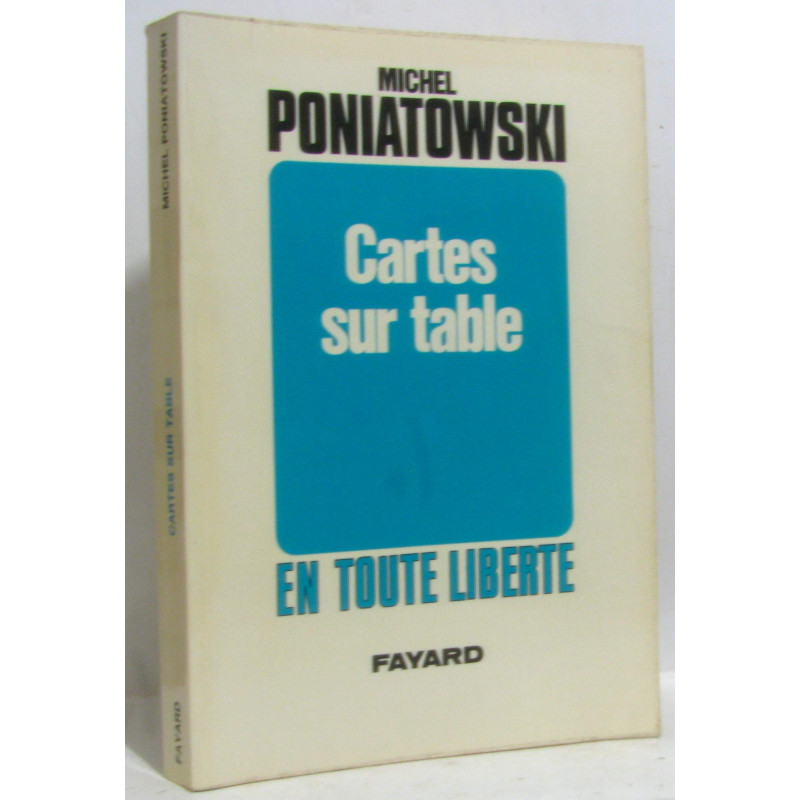 MICHEL
PONIATOWSKI
Cartes
sur table
EN TOUTE LIBERTE
FAYARD
MICHEL PONIATOWSKI
CARTES SUR TABLE
FAYARD